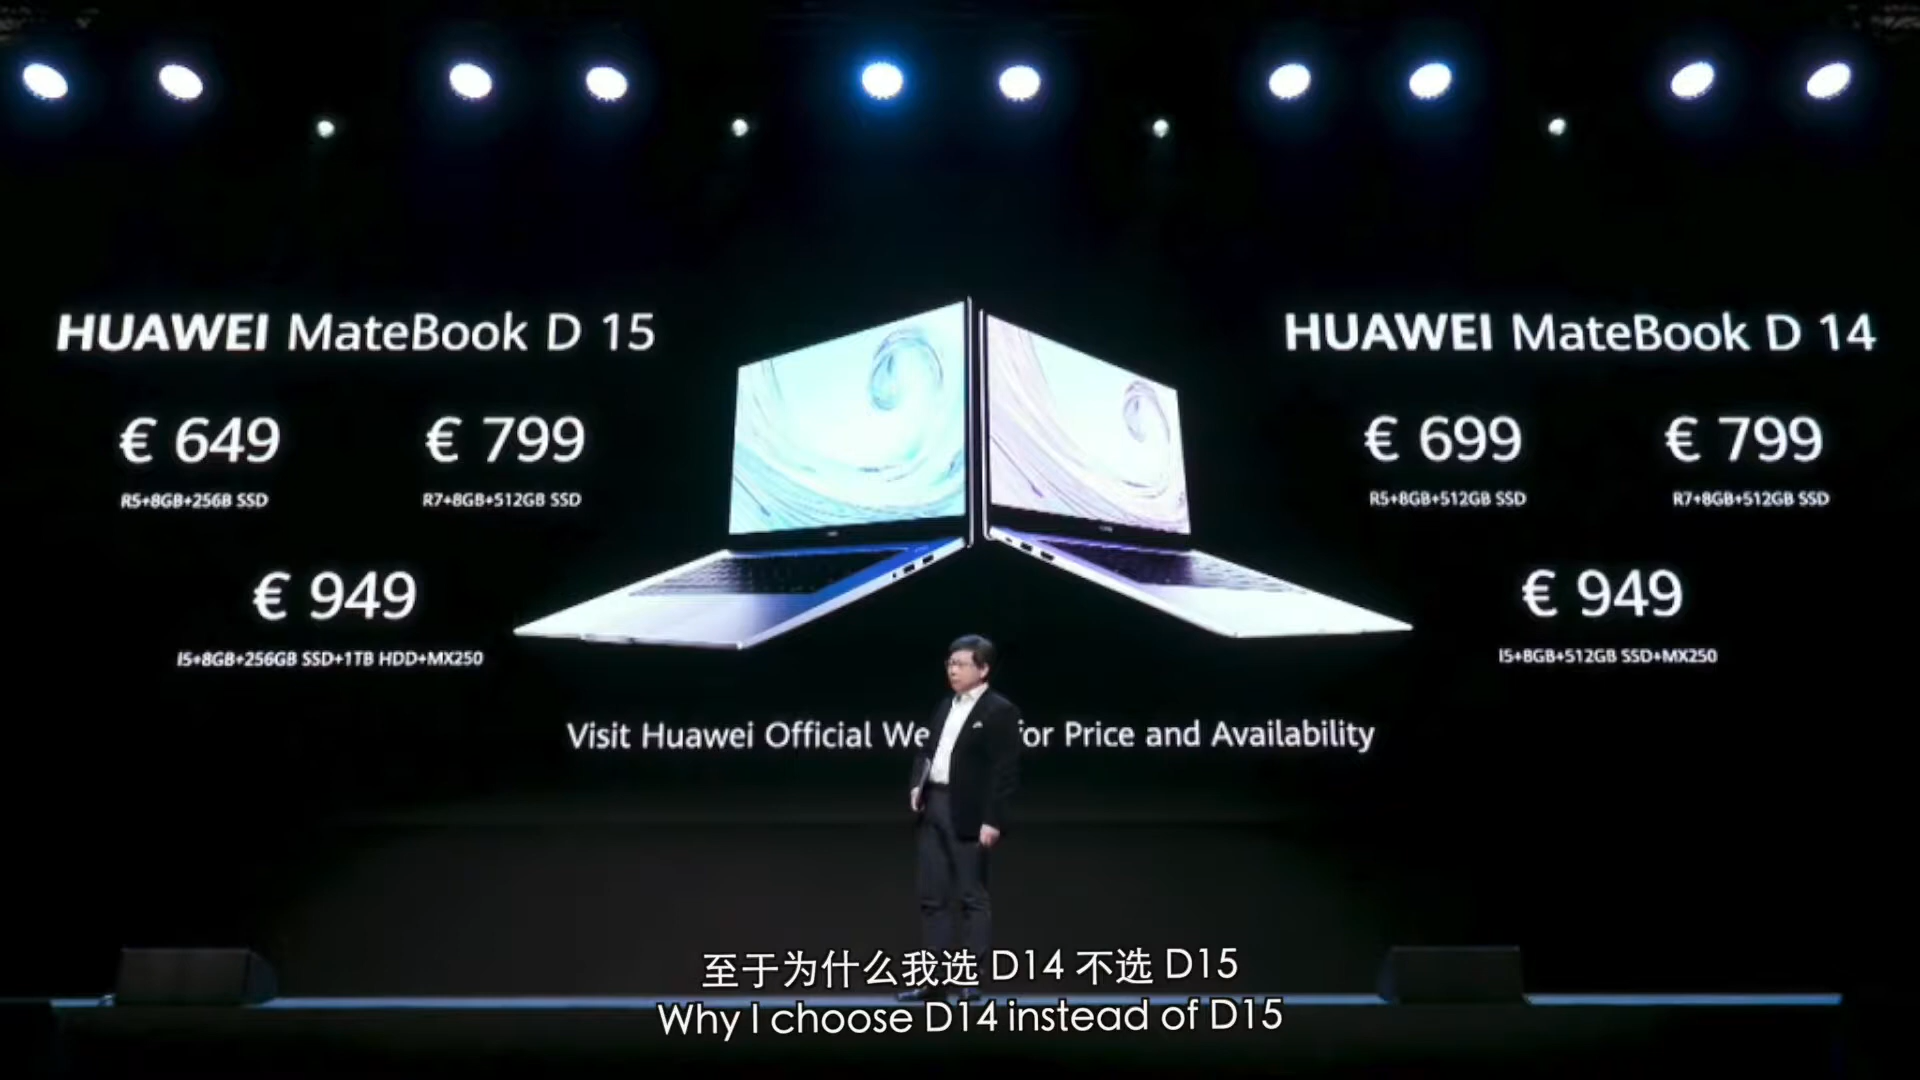 HUAWEI MateBook D 15
€ 649
R5+8GB+256B SSD
€ 799
R7+8GB+512GB SSD
€ 949
I5+8GB+256GB SSD+1TB HDD+MX250
HUAWEI MateBook D 14
€ 699
R5+8GB+512GB SSD
€ 799
R7+8GB+512GB SSD
€ 949
I5+8GB+512GB SSD+MX250
Visit Huawei Official for Price and Availability
至于为什么我选 D14 不选 D15
Why I choose D14 instead of D15